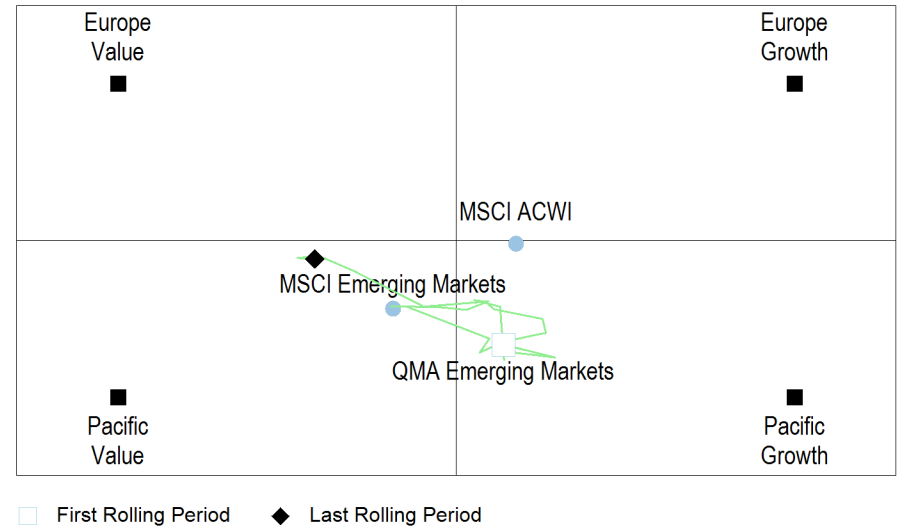 Europe
Value
Europe
Growth
MSCI ACWI
MSCI Emerging Markets
QMA Emerging Markets
Pacific
Value
Pacific
Growth
First Rolling Period
Last Rolling Period